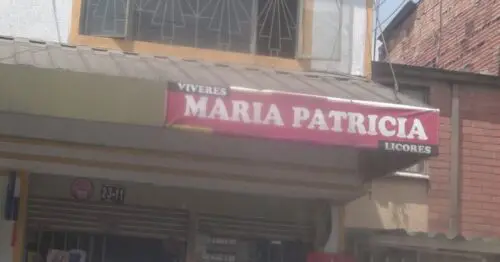 VIVERES
MARIA PATRICIA
LICORES
23-11